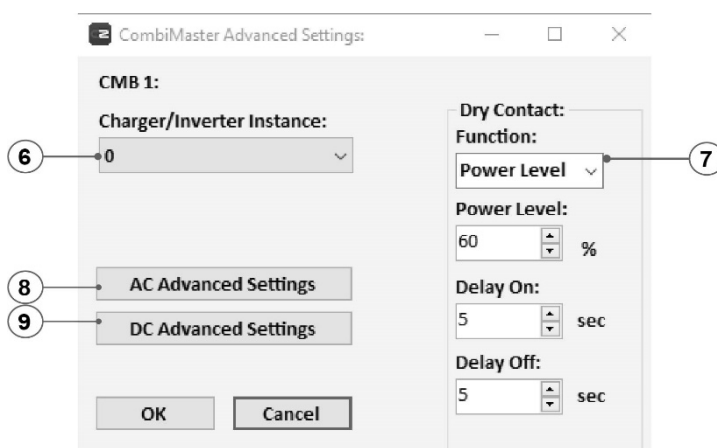 CombiMaster Advanced Settings:
CMB 1:
Charger/Inverter Instance:
6
0
8
AC Advanced Settings
9
DC Advanced Settings
OK
Cancel
Dry Contact:
Function:
Power Level
7
Power Level:
60
%
Delay On:
5
sec
Delay Off:
5
sec